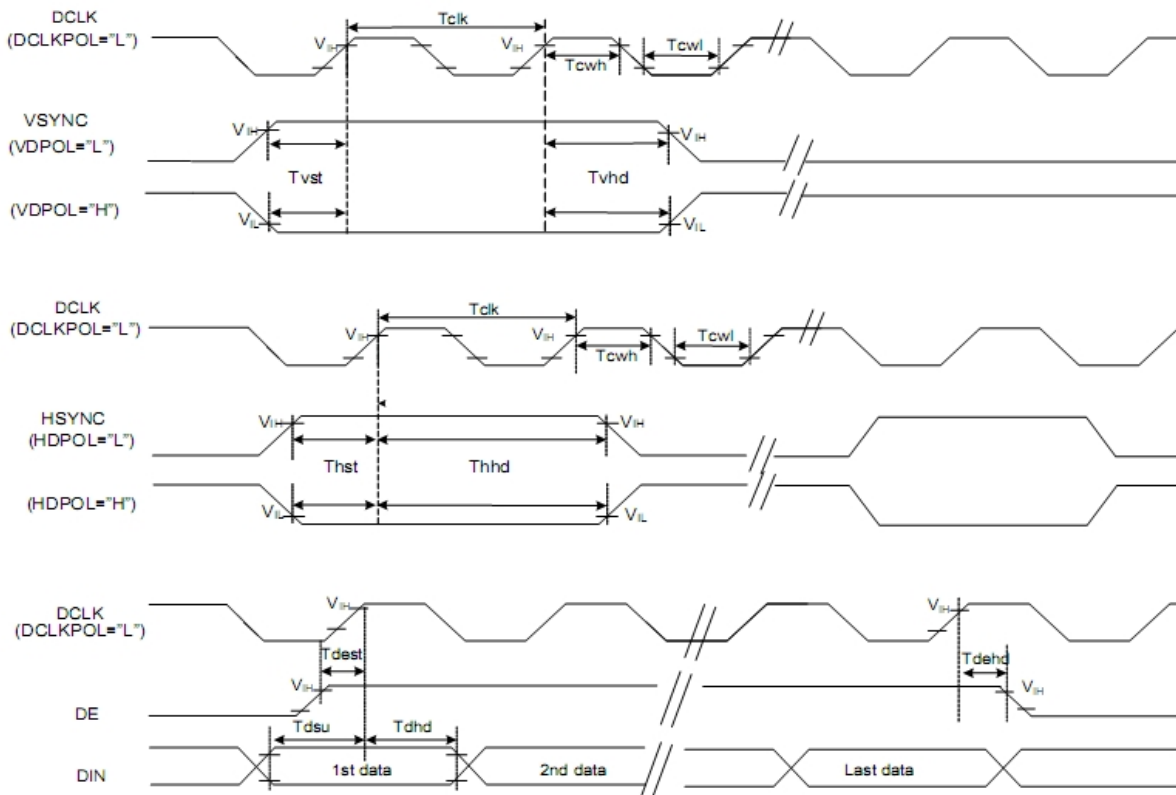 DCLK
(DCLKPOL="L")
Tclk
VIH
VIH
Tcwh
Tcwl
VSYNC
(VDPOL="L")
VIH
VIH
Tvst
Tvhd
(VDPOL="H")
VIL
VIL
DCLK
(DCLKPOL="L")
Tclk
VIH
VIH
Tcwh
Tcwl
HSYNC
(HDPOL="L")
VIH
VIH
Thst
Thhd
(HDPOL="H")
VIL
VIL
DCLK
(DCLKPOL="L")
VIH
VIH
Tdest
Tdehd
VIH
VIH
DE
Tdsu
Tdhd
DIN
1st data
2nd data
Last data